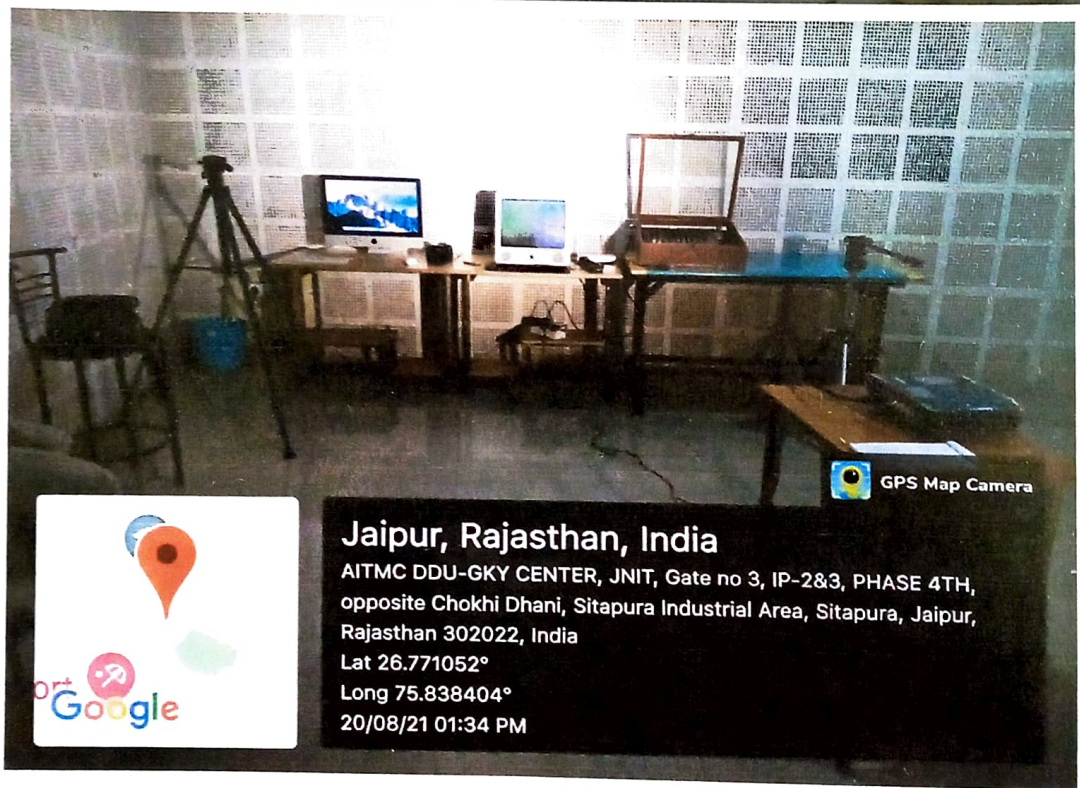 GPS Map Camera
Jaipur, Rajasthan, India
AITMC DDU-GKY CENTER, JNIT, Gate no 3, IP-2&3, PHASE 4TH,
opposite Chokhi Dhani, Sitapura Industrial Area, Sitapura, Jaipur,
Rajasthan 302022, India
Lat 26.771052°
Long 75.838404°
20/08/21 01:34 PM
ort
Google